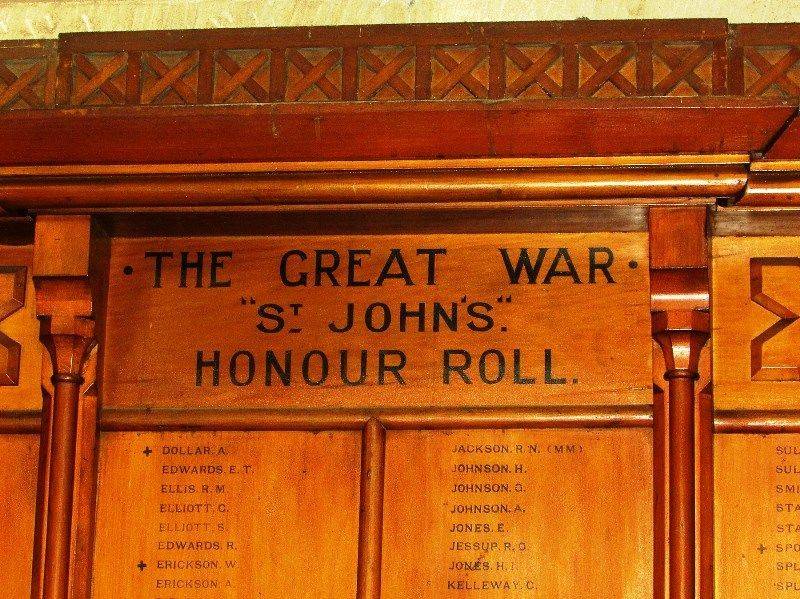 · THE GREAT WAR ·
"ST JOHN'S".
HONOUR ROLL.
+ DOLLAR. A.
EDWARDS. E. T.
ELLIS. R. M
ELLIOTT. C.
ELLIOTT. S.
EDWARDS. R.
+ ERICKSON. W
ERICKSON. A.
JACKSON. R. N. (MM)
JOHNSON. H.
JOHNSON. G.
JOHNSON. A.
JONES. E.
JESSUP. R. G.
JONES. H. I.
KELLEWAY. C.